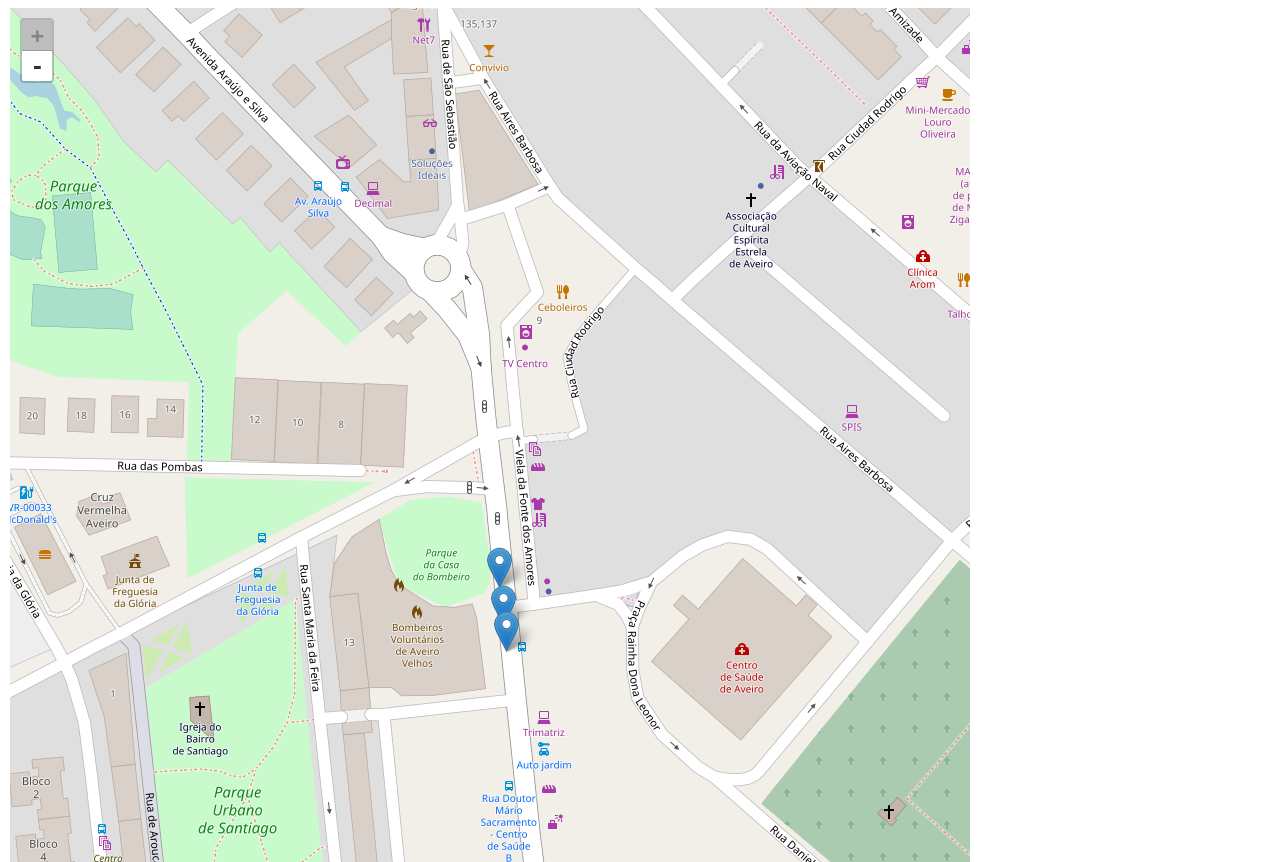 +
-
Avenida Araújo e Silva
Net7
135,137
Convívio
Rua de São Sebastião
Rua Aires Barbosa
Soluções
Ideais
Av. Araújo
Silva
Decimal
Parque
dos Amores
Amizade
Mini-Mercado
Louro
Oliveira
Rua Ciudad Rodrigo
Rua da Aviação Naval
Associação
Cultural
Espírita
Estrela
de Aveiro
Clínica
Arom
Talho
Ceboleiros
9
TV Centro
Rua Ciudad Rodrigo
SPIS
Rua Aires Barbosa
20
18
16
14
12
10
8
Rua das Pombas
VR-00033
McDonald's
Cruz
Vermelha
Aveiro
Junta de
Freguesia
da Glória
Junta de
Freguesia
da Glória
Viela da Fonte dos Amores
Parque
da Casa
do Bombeiro
Bombeiros
Voluntários
de Aveiro
Velhos
13
Rua Santa Maria da Feira
da Glória
1
Igreja do
Bairro
de Santiago
Parque
Urbano
de Santiago
Bloco
2
Bloco
4
Centro
Rua de Arouca
Praça Rainha Dona Leonor
Centro
de Saúde
de Aveiro
Trimatriz
Auto jardim
Rua Doutor
Mário
Sacramento
- Centro
de Saúde
B
Rua Daniel